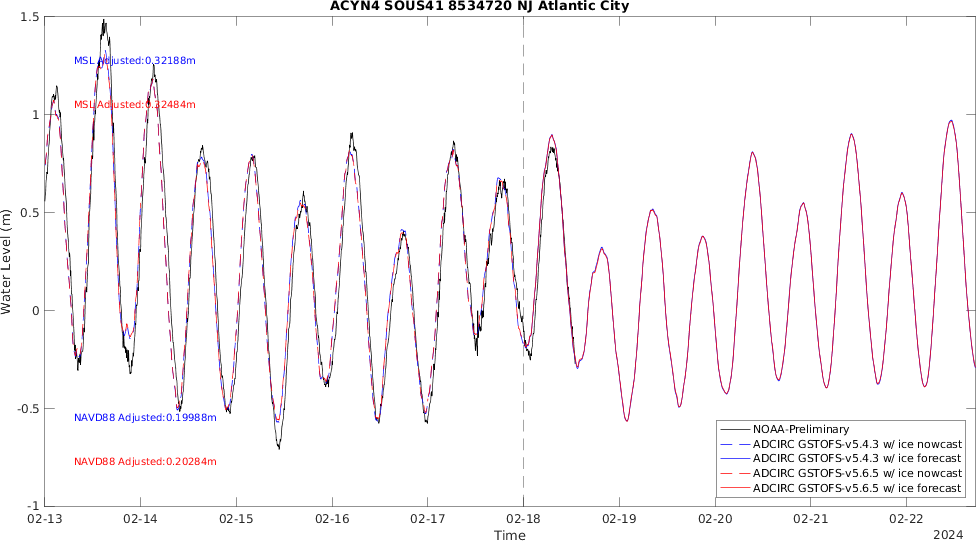 ACYN4 SOUS41 8534720 NJ Atlantic City
1.5
MSL Adjusted:0.32188m
MSL Adjusted:0.32484m
1
0.5
Water Level (m)
0
-0.5
NAVD88 Adjusted:0.19988m
NAVD88 Adjusted:0.20284m
-1
NOAA-Preliminary
ADCIRC GSTOFS-v5.4.3 w/ ice nowcast
ADCIRC GSTOFS-v5.4.3 w/ ice forecast
ADCIRC GSTOFS-v5.6.5 w/ ice nowcast
ADCIRC GSTOFS-v5.6.5 w/ ice forecast
02-13 02-14 02-15 02-16 02-17 02-18 02-19 02-20 02-21 02-22
Time
2024